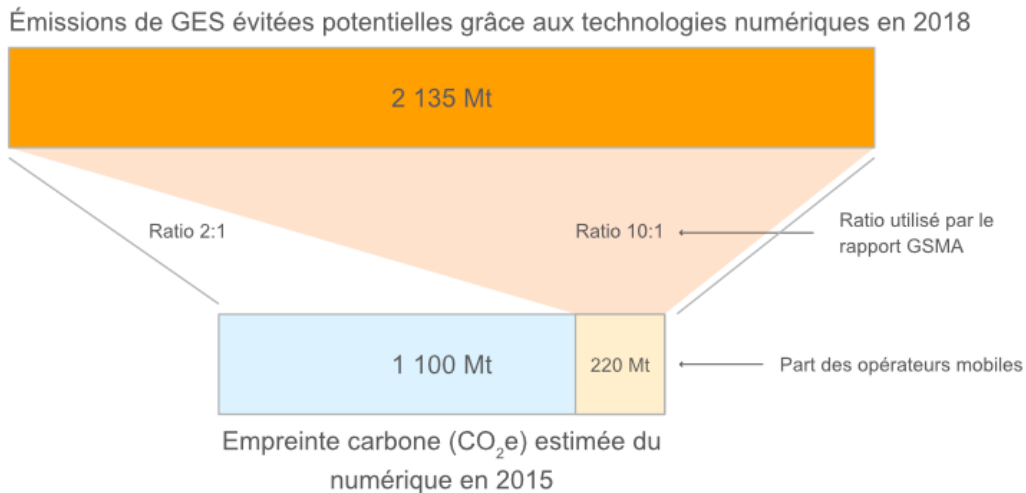 Émissions de GES évitées potentielles grâce aux technologies numériques en 2018
2 135 Mt
Ratio 2:1
Ratio 10:1
Ratio utilisé par le
rapport GSMA
1 100 Mt
220 Mt
Part des opérateurs mobiles
Empreinte carbone (CO₂e) estimée du
numérique en 2015